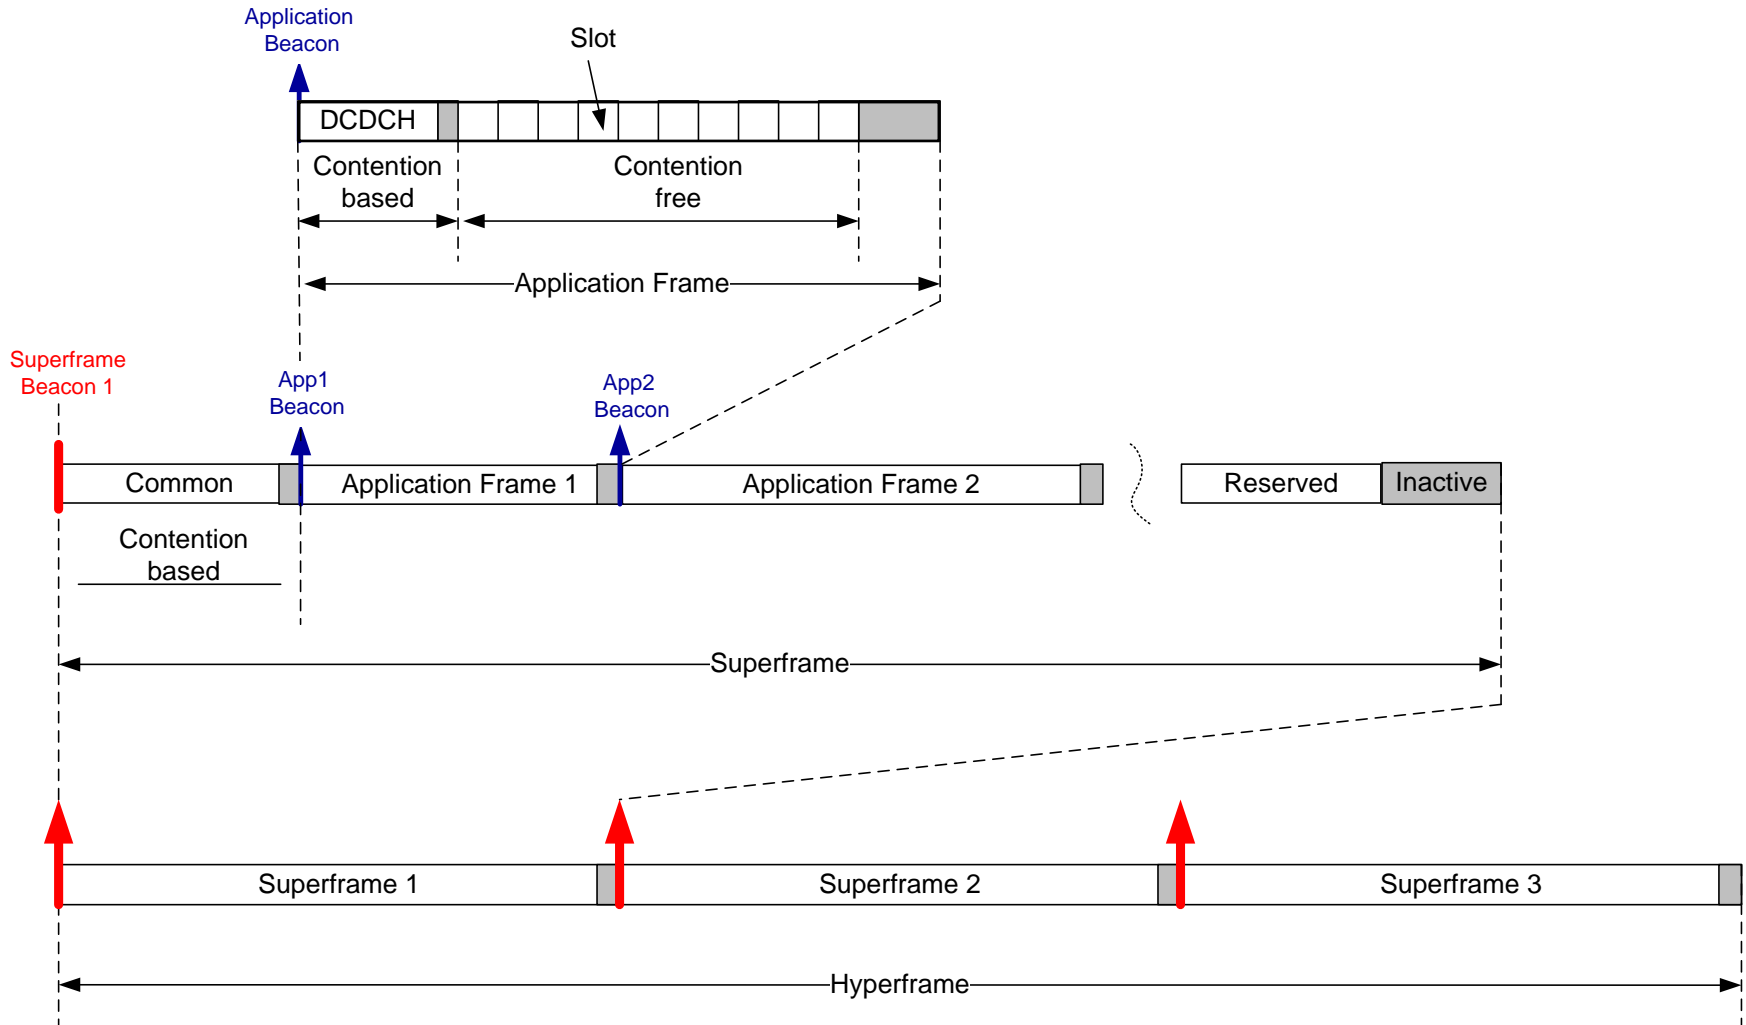 Application
Beacon
Slot
DCDCH
Contention
based
Contention
free
Application Frame
Superframe
Beacon 1
App1
Beacon
App2
Beacon
Common
Application Frame 1
Application Frame 2
Reserved
Inactive
Contention
based
Superframe
Superframe 1
Superframe 2
Superframe 3
Hyperframe